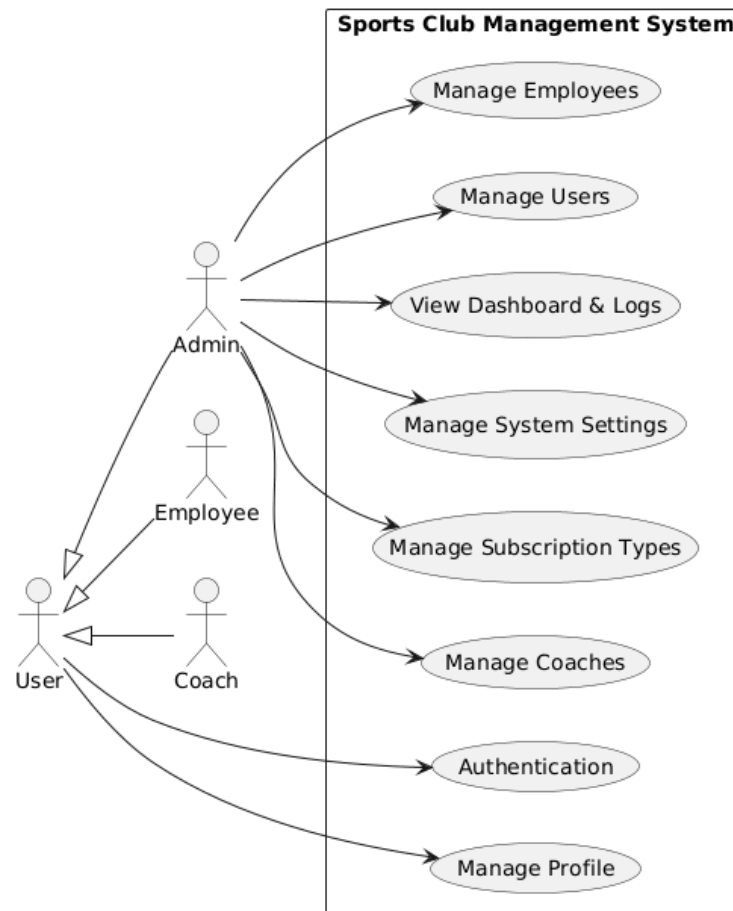 Sports Club Management System
Manage Employees
Manage Users
View Dashboard & Logs
Admin
Manage System Settings
Employee
Manage Subscription Types
Manage Coaches
User
Coach
Authentication
Manage Profile